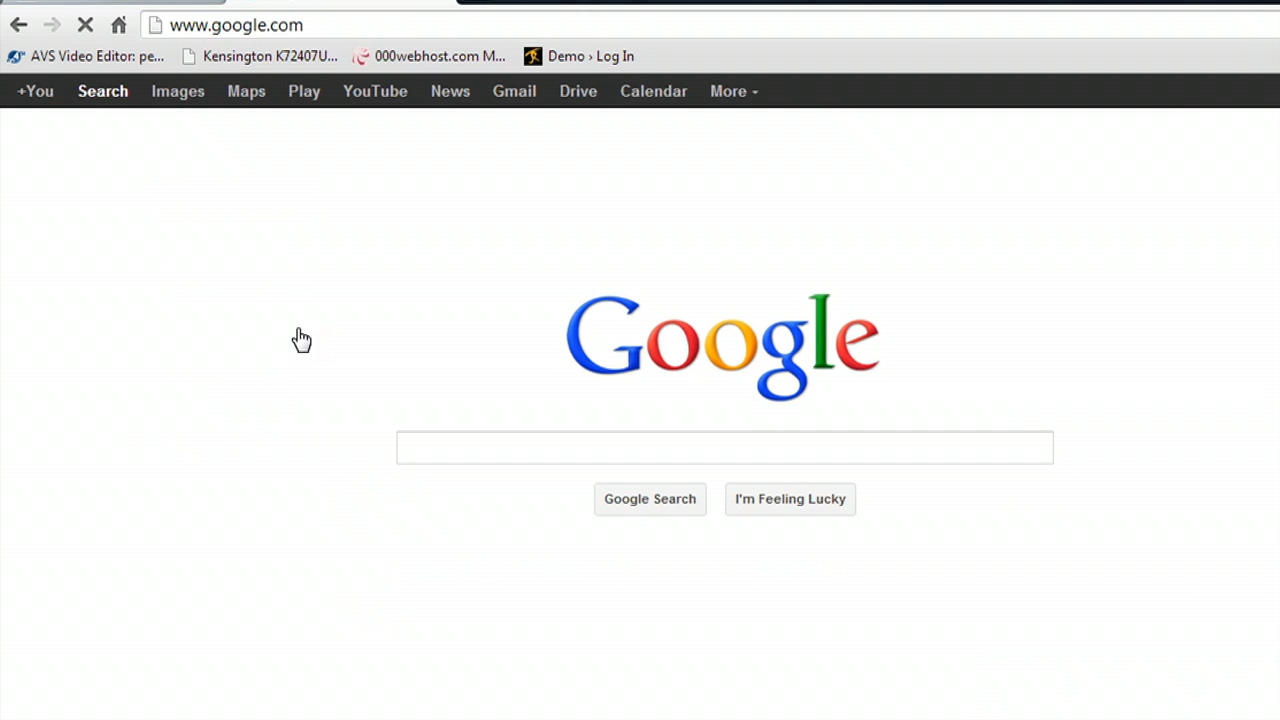 www.google.com
AVS Video Editor: pe... Kensington K72407U... 000webhost.com M... Demo › Log In
+You Search Images Maps Play YouTube News Gmail Drive Calendar More
Google
Google Search I'm Feeling Lucky